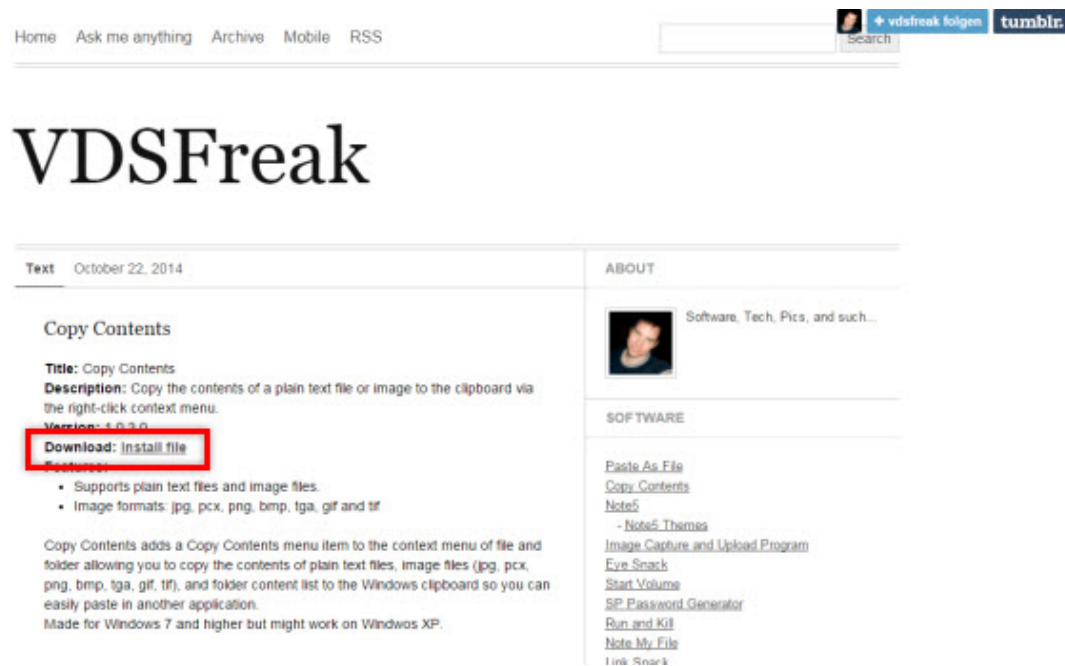 Home Ask me anything Archive Mobile RSS
Search
+ vdsfreak folgen
tumblr.
VDSFreak
Text October 22, 2014
Copy Contents
Title: Copy Contents
Description: Copy the contents of a plain text file or image to the clipboard via
the right-click context menu.
Version: 1.0.3.0
Download: Install file
Features:
• Supports plain text files and image files.
• Image formats: jpg, pcx, png, bmp, tga, gif and tif
Copy Contents adds a Copy Contents menu item to the context menu of file and
folder allowing you to copy the contents of plain text files, image files (jpg, pcx,
png, bmp, tga, gif, tif), and folder content list to the Windows clipboard so you can
easily paste in another application.
Made for Windows 7 and higher but might work on Windwos XP.
ABOUT
Software, Tech, Pics, and such...
SOFTWARE
Paste As File
Copy Contents
Note5
- Note5 Themes
Image Capture and Upload Program
Eye Snack
Start Volume
SP Password Generator
Run and Kill
Note My File
Link Snack